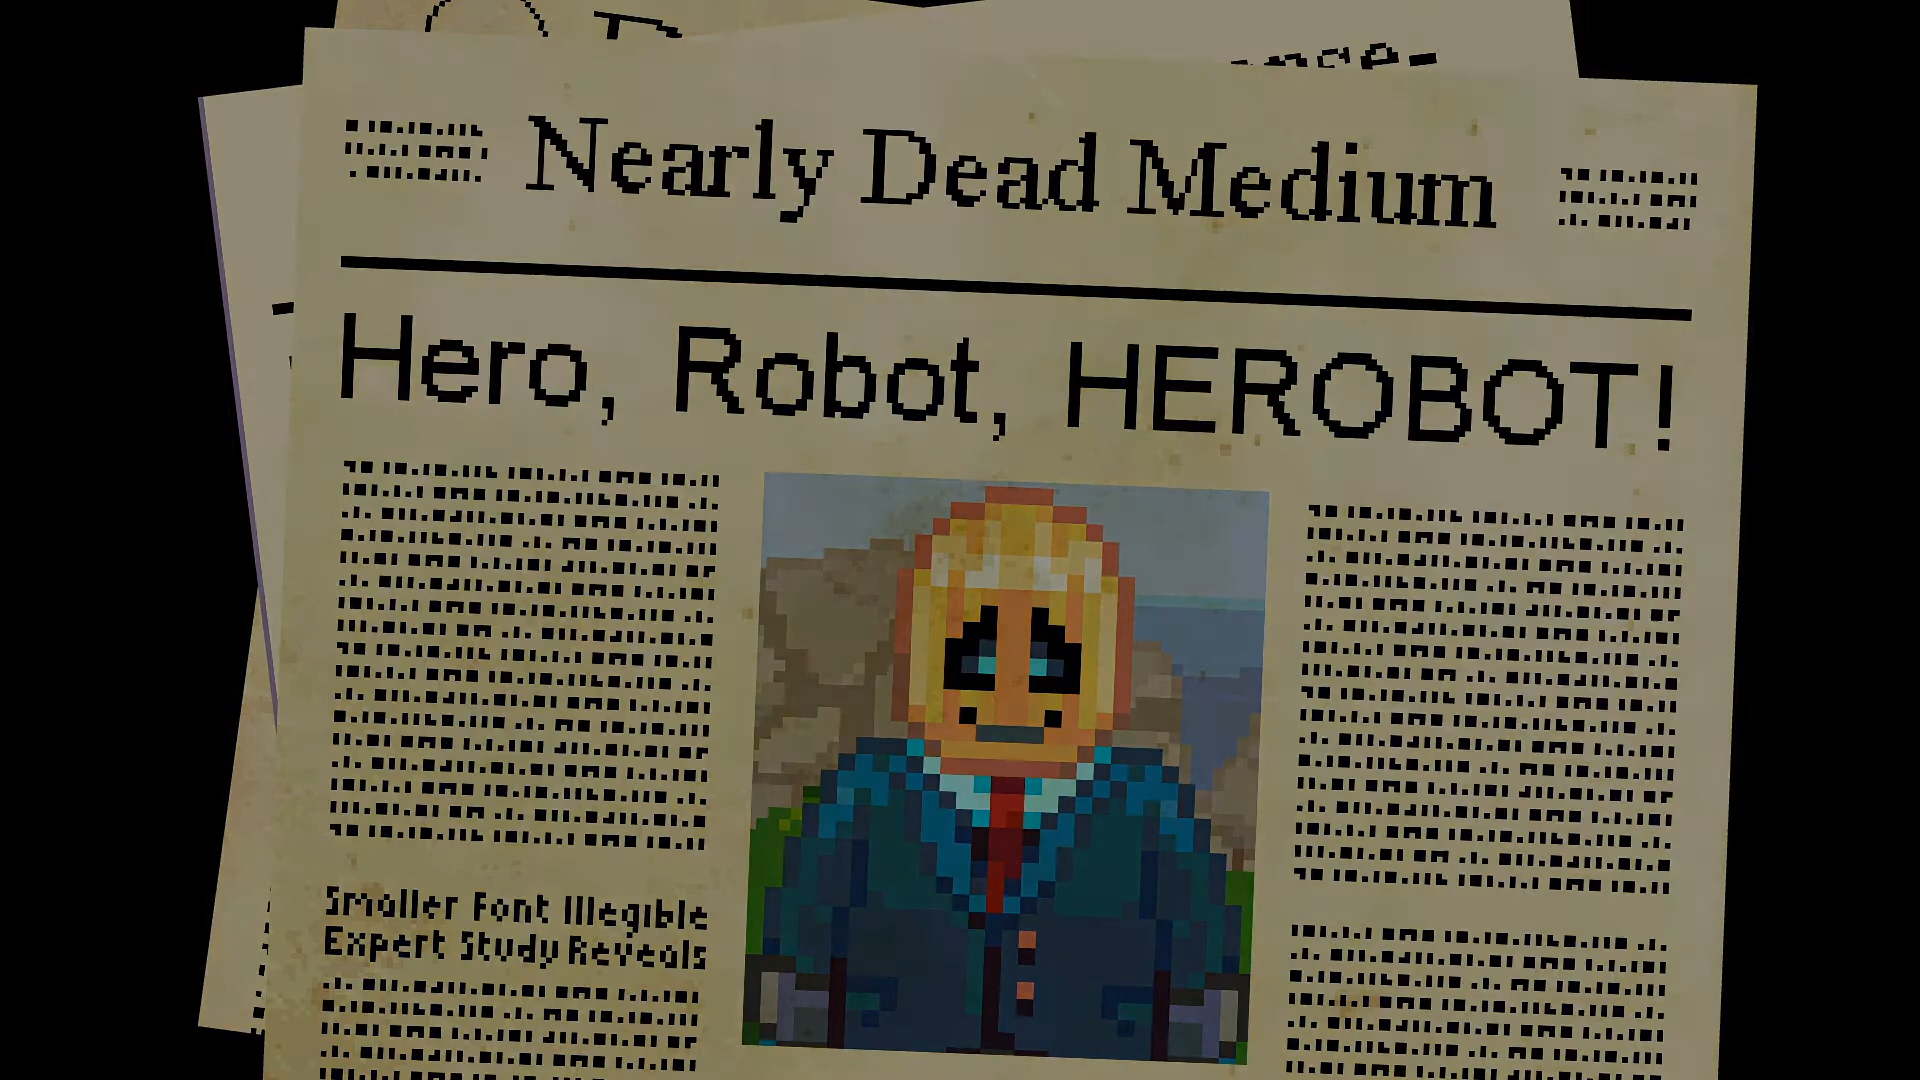 Nearly Dead Medium
Hero, Robot, HEROBOT!
Smaller Font Illegible
Expert Study Reveals